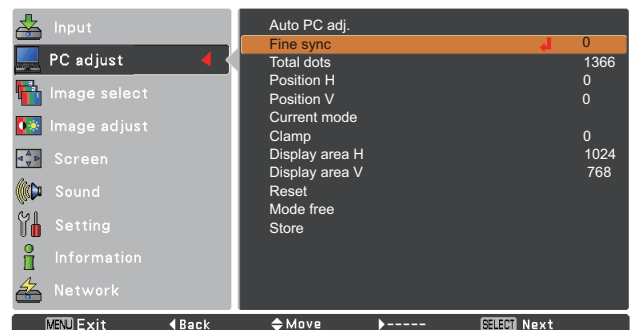 Input
PC adjust
Image select
Image adjust
Screen
Sound
Setting
Information
Network
Auto PC adj.
Fine sync 0
Total dots 1366
Position H 0
Position V 0
Current mode
Clamp 0
Display area H 1024
Display area V 768
Reset
Mode free
Store
MENU Exit Back Move ----- SELECT Next